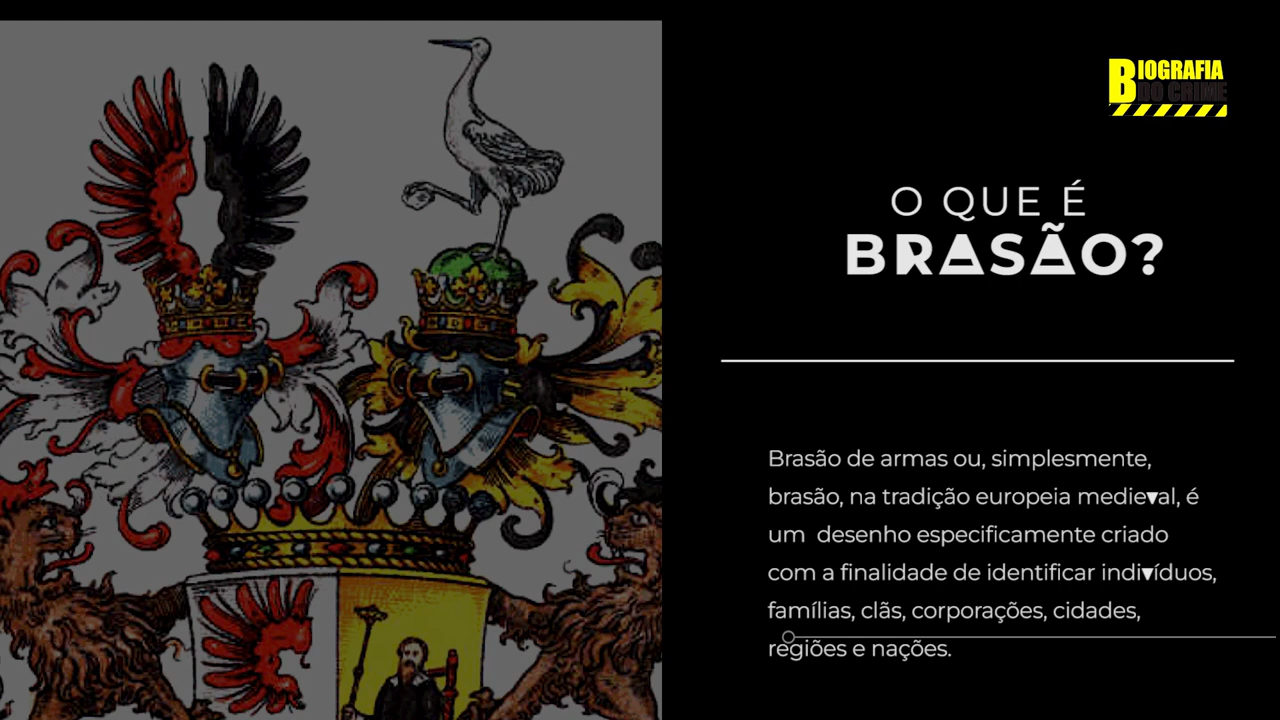 BIOGRAFIA
DO CRIME
O QUE É
BRASÃO?
Brasão de armas ou, simplesmente,
brasão, na tradição europeia medieval, é
um desenho especificamente criado
com a finalidade de identificar indivíduos,
famílias, clãs, corporações, cidades,
regiões e nações.